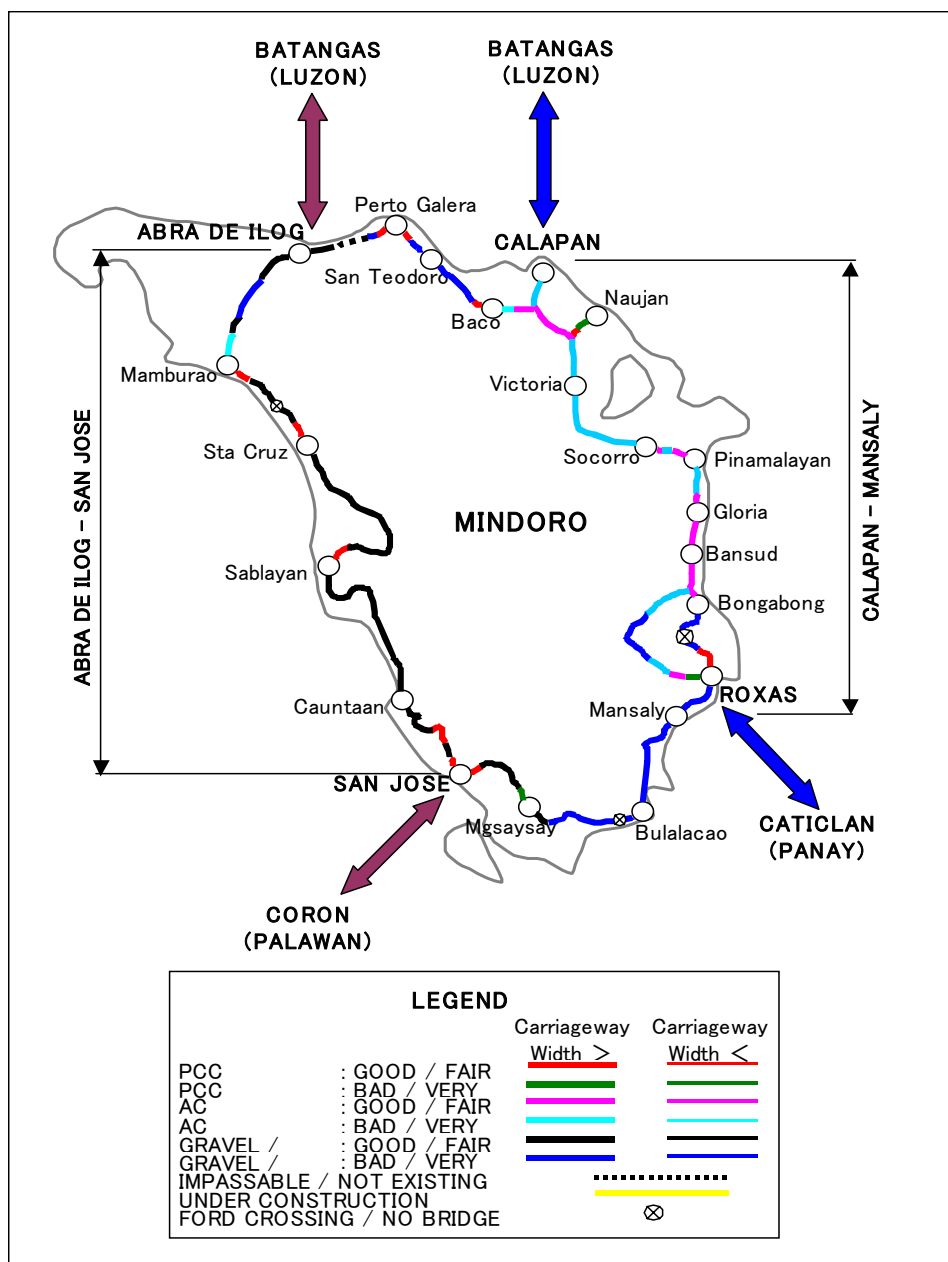 BATANGAS
(LUZON)
BATANGAS
(LUZON)
Perto Galera
ABRA DE ILOG
CALAPAN
San Teodoro
Naujan
Baco
Mamburao
Victoria
Sta Cruz
Socorro
Pinamalayan
Gloria
MINDORO
Bansud
Sablayan
Bongabong
ABRA DE ILOG - SAN JOSE
CALAPAN - MANSALY
Cauntaan
Mansaly
ROXAS
SAN JOSE
Mgsaysay
Bulalacao
CATICLAN
(PANAY)
CORON
(PALAWAN)
LEGEND
Carriageway Carriageway
Width > Width <
PCC : GOOD / FAIR
PCC : BAD / VERY
AC : GOOD / FAIR
AC : BAD / VERY
GRAVEL / : GOOD / FAIR
GRAVEL / : BAD / VERY
IMPASSABLE / NOT EXISTING
UNDER CONSTRUCTION
FORD CROSSING / NO BRIDGE